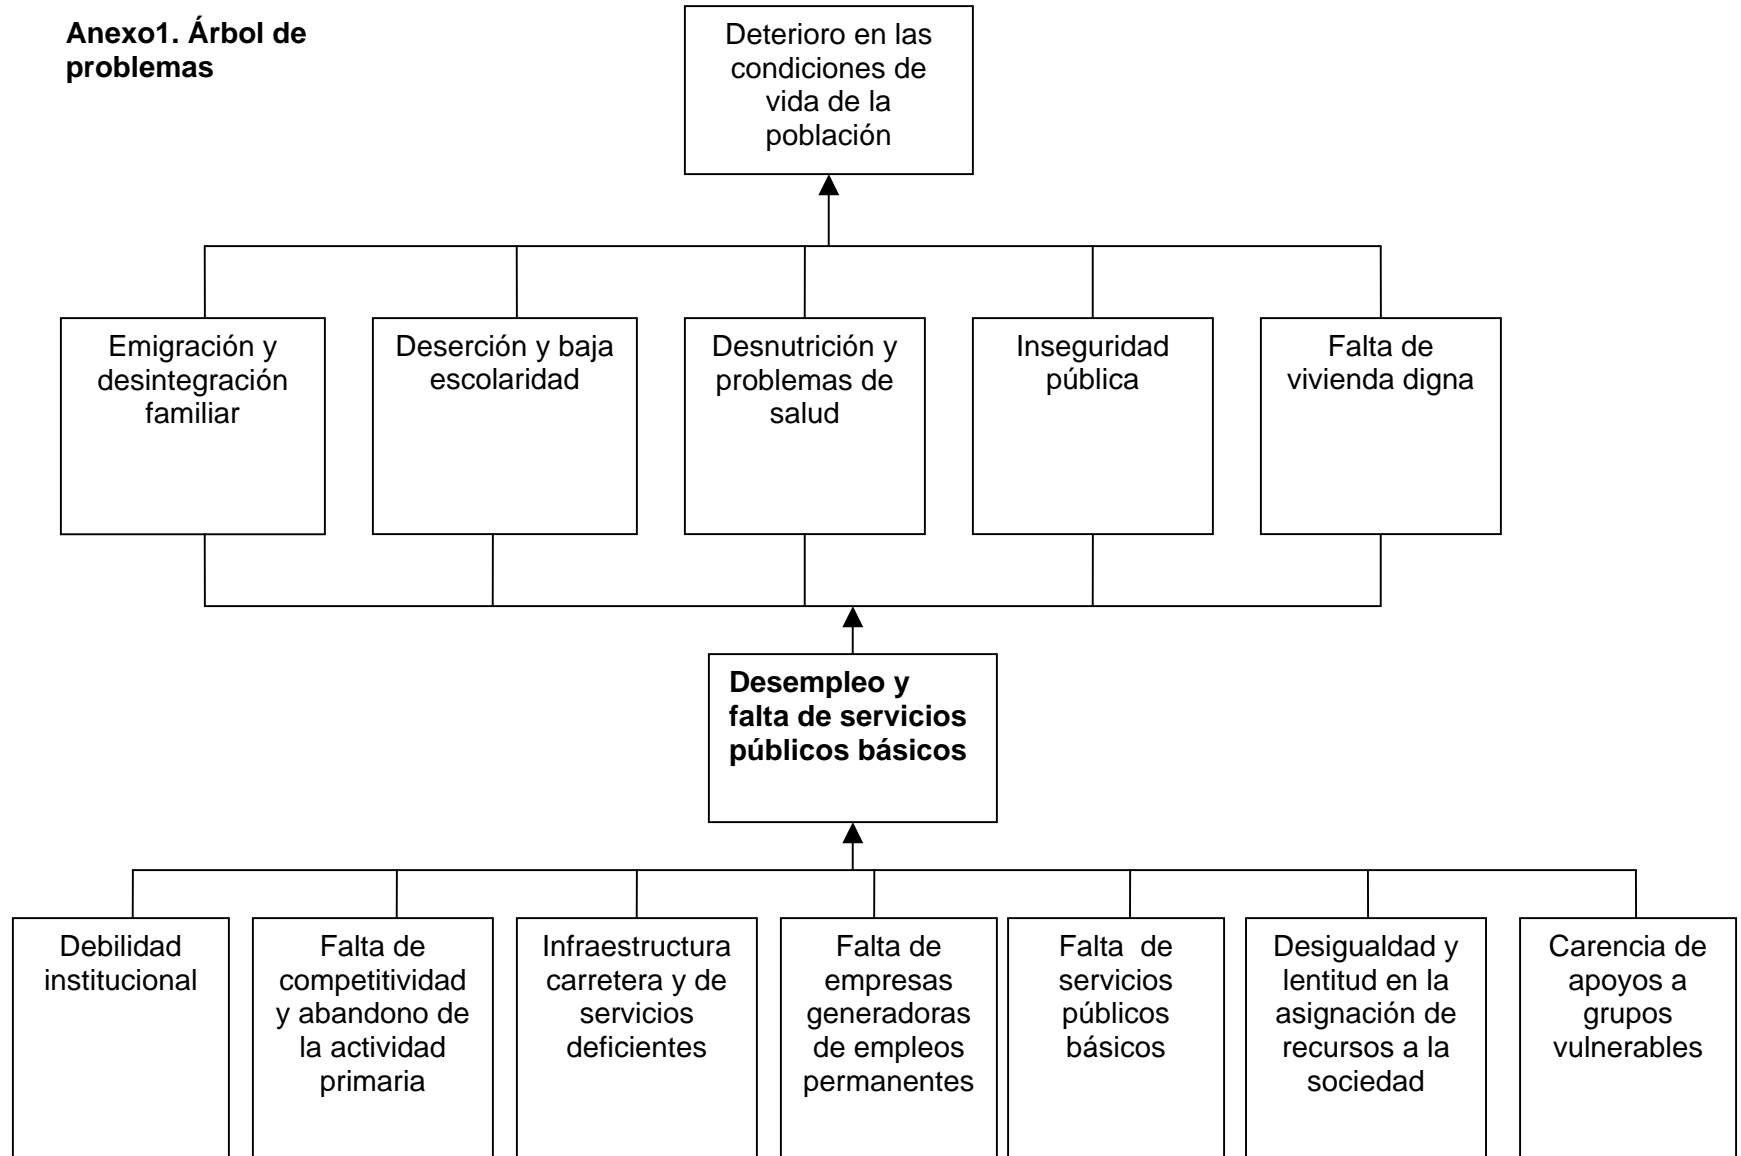 Anexo1. Árbol de
problemas
Deterioro en las
condiciones de
vida de la
población
Emigración y
desintegración
familiar
Deserción y baja
escolaridad
Desnutrición y
problemas de
salud
Inseguridad
pública
Falta de
vivienda digna
Desempleo y
falta de servicios
públicos básicos
Debilidad
institucional
Falta de
competitividad
y abandono de
la actividad
primaria
Infraestructura
carretera y de
servicios
deficientes
Falta de
empresas
generadoras
de empleos
permanentes
Falta  de
servicios
públicos
básicos
Desigualdad y
lentitud en la
asignación de
recursos a la
sociedad
Carencia de
apoyos a
grupos
vulnerables